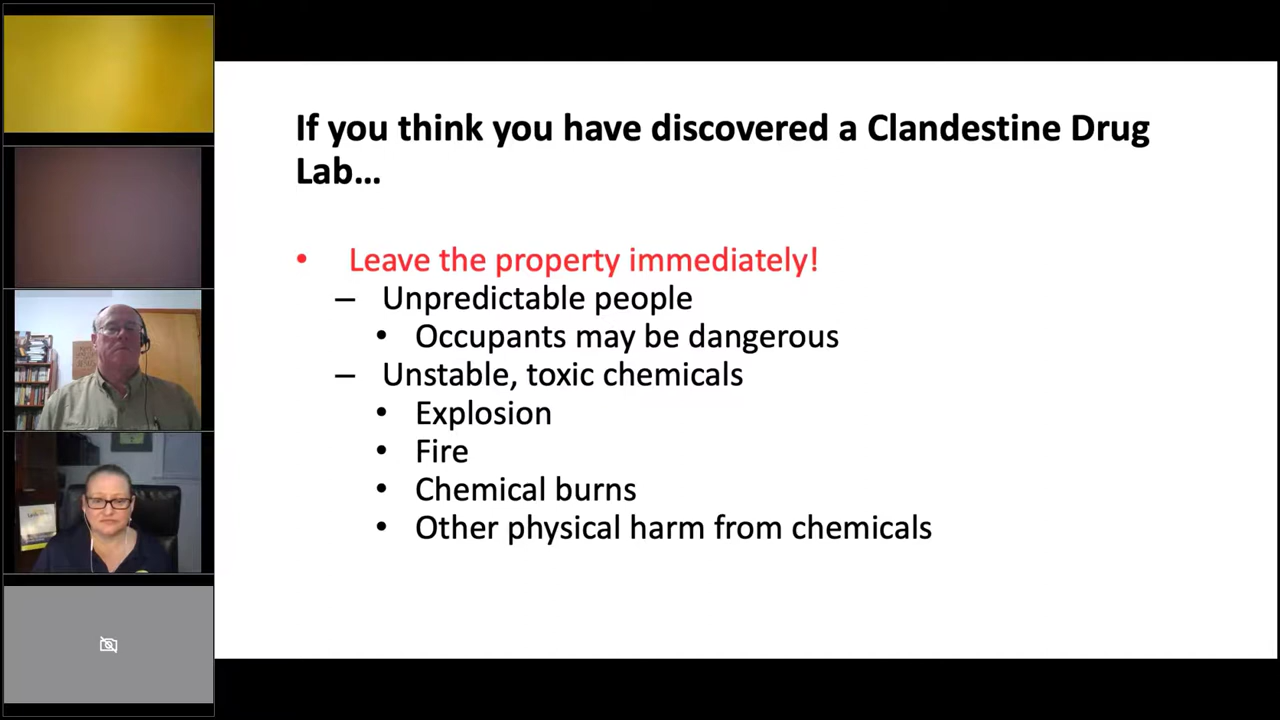 If you think you have discovered a Clandestine Drug
Lab...
• Leave the property immediately!
– Unpredictable people
• Occupants may be dangerous
– Unstable, toxic chemicals
• Explosion
• Fire
• Chemical burns
• Other physical harm from chemicals